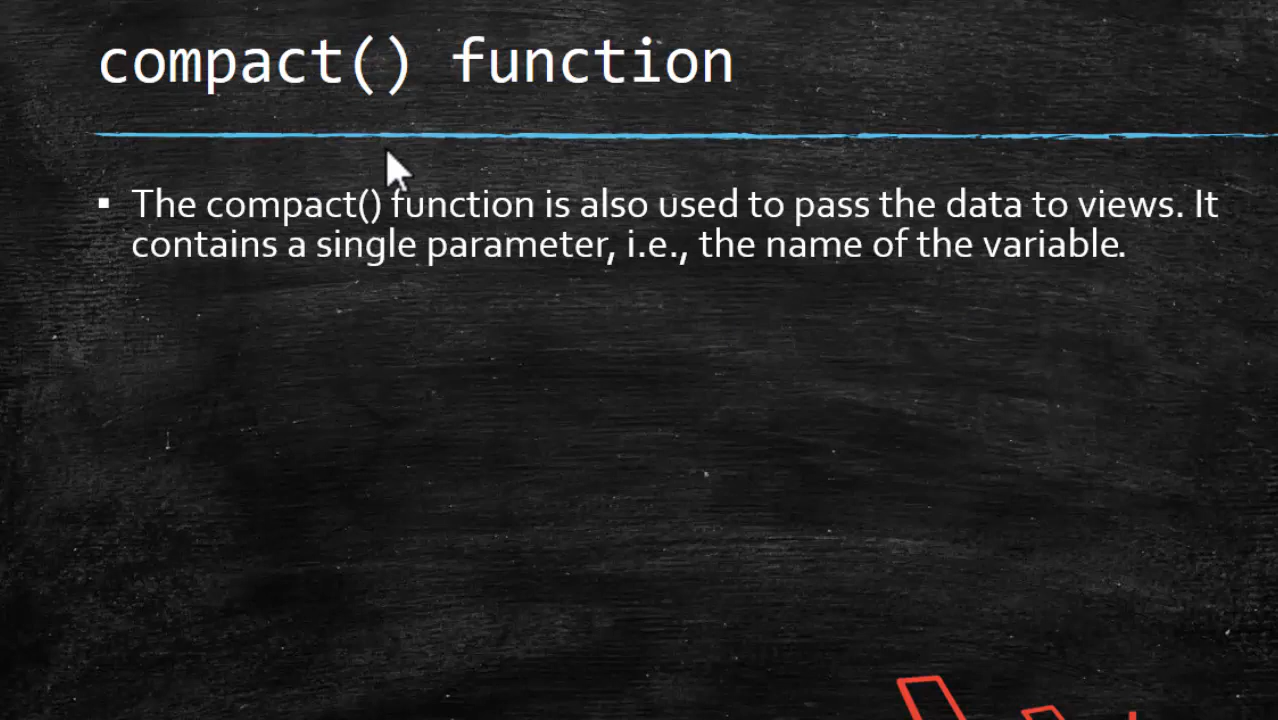 compact() function
▪ The compact() function is also used to pass the data to views. It
contains a single parameter, i.e., the name of the variable.